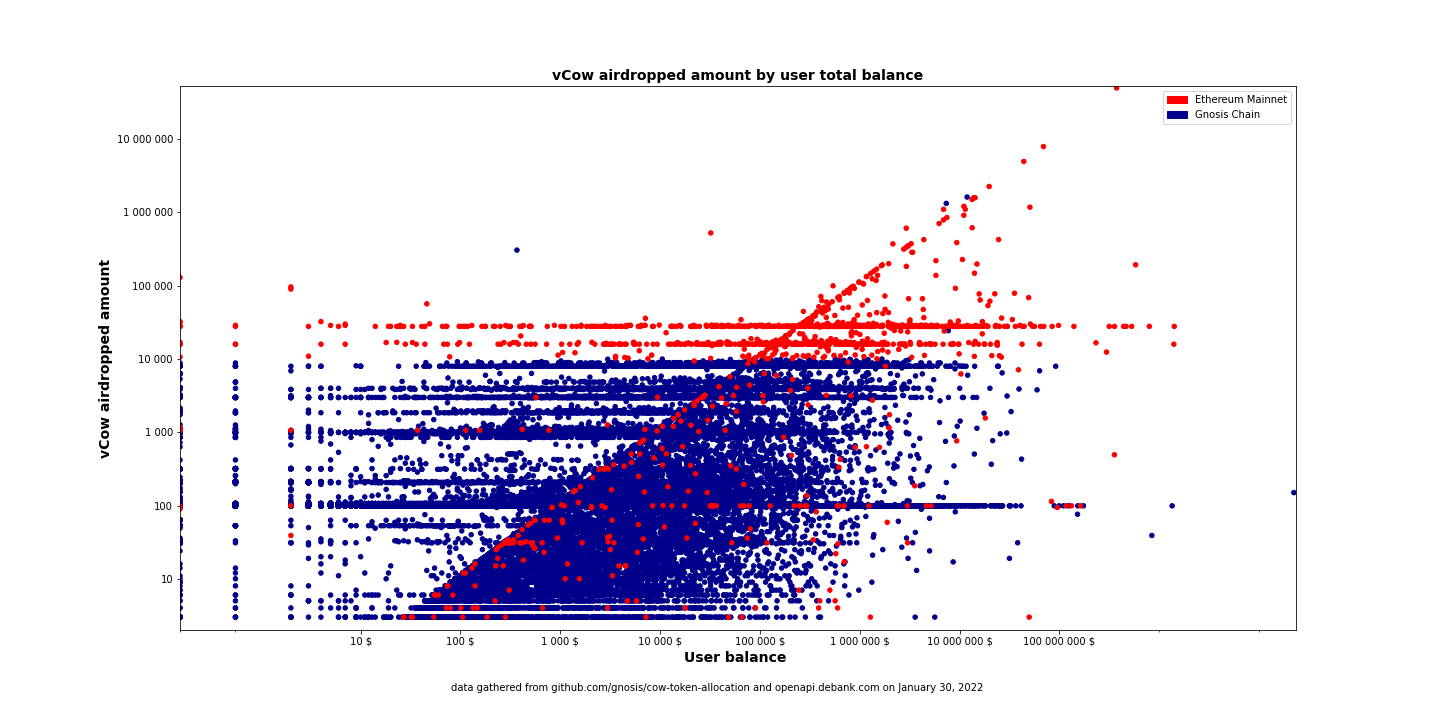 vCow airdropped amount by user total balance
Ethereum Mainnet
Gnosis Chain
vCow airdropped amount
10 000 000
1 000 000
100 000
10 000
1 000
100
10
10 $
100 $
1 000 $
10 000 $
100 000 $
1 000 000 $
10 000 000 $
100 000 000 $
User balance
data gathered from github.com/gnosis/cow-token-allocation and openapi.debank.com on January 30, 2022